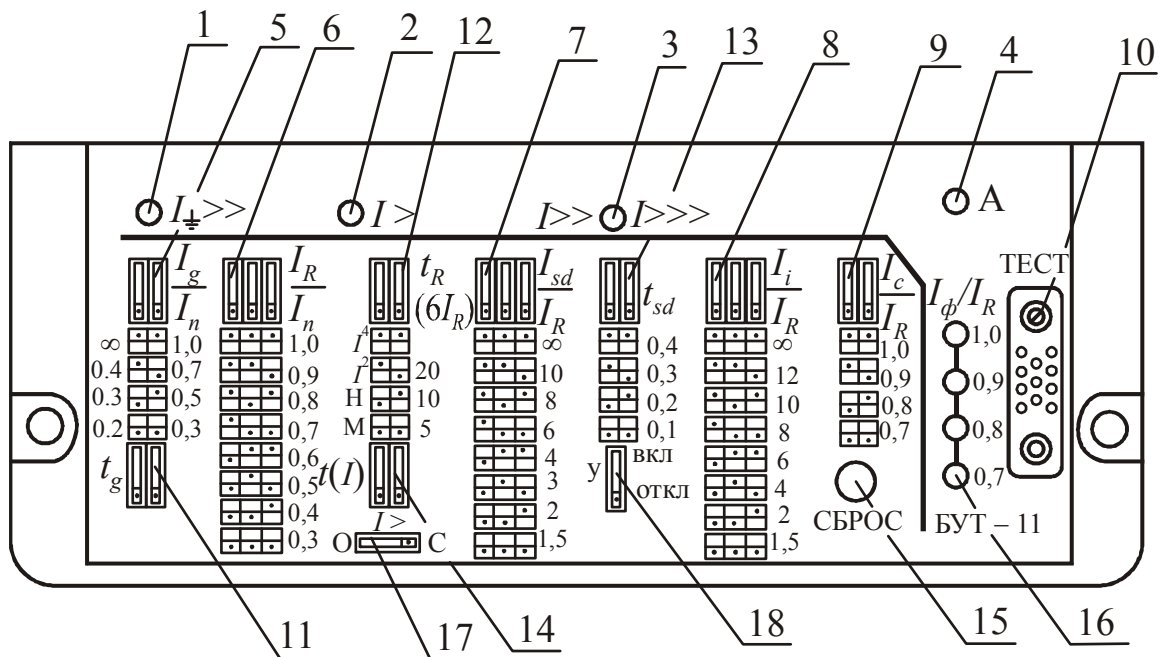 1 5 6 2 12 7 3 13 8 9 4 10
I⏚>> I > I>> I>>> A
I_g/I_n I_R/I_n t_R (6I_R) I_sd/I_R t_sd I_i/I_R I_c/I_R I_ф/I_R ТЕСТ
∞ 1,0
0.4 0,7
0.3 0,5
0.2 0,3
t_g
1,0
0,9
0,8
0,7
0,6
0,5
0,4
0,3
I⁴
I² 20
Н 10
М 5
t(I)
I >
О С
∞
10
8
6
4
3
2
1,5
0,4
0,3
0,2
0,1
у вкл
откл
∞
12
10
8
6
4
2
1,5
1,0
0,9
0,8
0,7
СБРОС
1,0
0,9
0,8
0,7
БУТ – 11
11 17 14 18 15 16